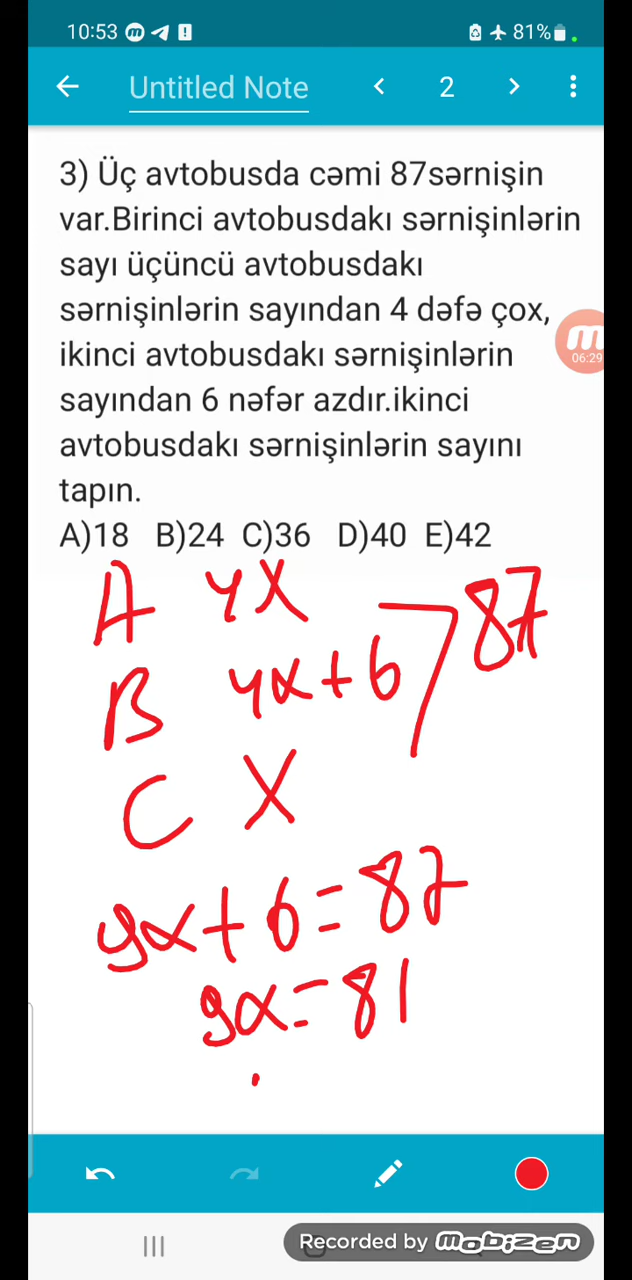 10:53 81%
Untitled Note 2
3) Üç avtobusda cəmi 87sərnişin
var.Birinci avtobusdakı sərnişinlərin
sayı üçüncü avtobusdakı
sərnişinlərin sayından 4 dəfə çox,
ikinci avtobusdakı sərnişinlərin
sayından 6 nəfər azdır.ikinci
avtobusdakı sərnişinlərin sayını
tapın.
A)18 B)24 C)36 D)40 E)42
06:29
A 4X
B 4x+6 87
C X
9x+6=87
9x=81
Recorded by mobizen